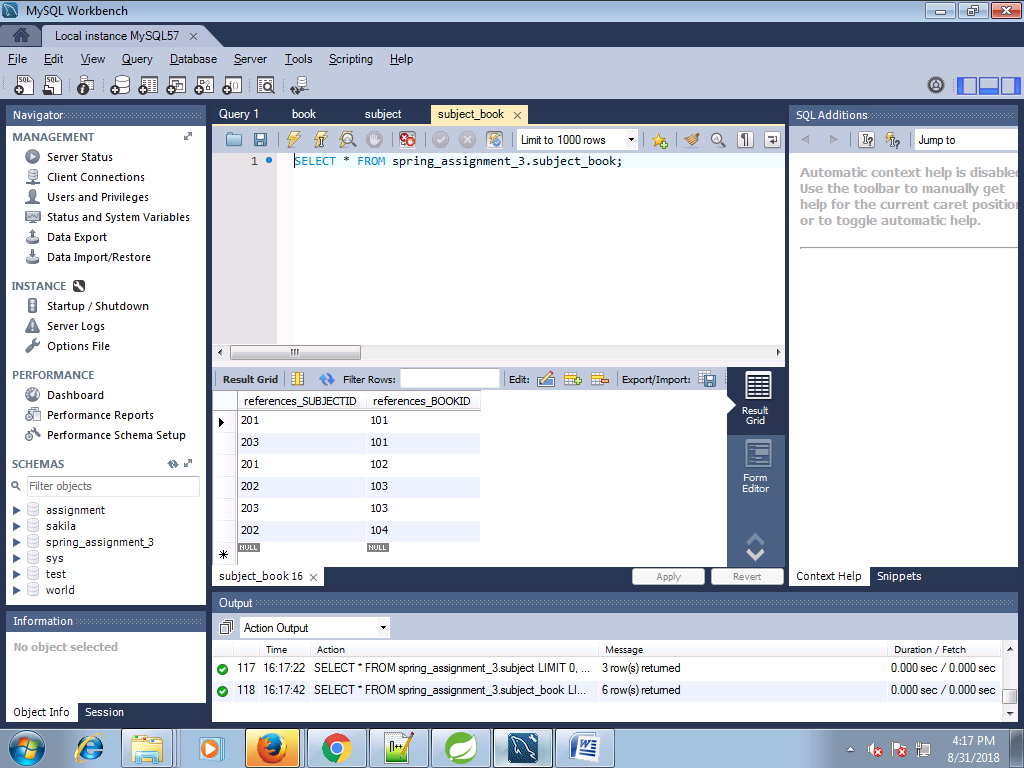 MySQL Workbench
Local instance MySQL57
File Edit View Query Database Server Tools Scripting Help
Navigator
MANAGEMENT
Server Status
Client Connections
Users and Privileges
Status and System Variables
Data Export
Data Import/Restore
INSTANCE
Startup / Shutdown
Server Logs
Options File
PERFORMANCE
Dashboard
Performance Reports
Performance Schema Setup
SCHEMAS
Filter objects
assignment
sakila
spring_assignment_3
sys
test
world
Information
No object selected
Object Info Session
Query 1 book subject subject_book
Limit to 1000 rows
1 SELECT * FROM spring_assignment_3.subject_book;
Result Grid Filter Rows: Edit: Export/Import:
references_SUBJECTID references_BOOKID
201 101
203 101
201 102
202 103
203 103
202 104
NULL NULL
Result
Grid
Form
Editor
subject_book 16 Apply Revert
SQL Additions
Jump to
Automatic context help is disabled
Use the toolbar to manually get
help for the current caret position
or to toggle automatic help.
Context Help Snippets
Output
Action Output
Time Action Message Duration / Fetch
117 16:17:22 SELECT * FROM spring_assignment_3.subject LIMIT 0, ... 3 row(s) returned 0.000 sec / 0.000 sec
118 16:17:42 SELECT * FROM spring_assignment_3.subject_book LI... 6 row(s) returned 0.000 sec / 0.000 sec
4:17 PM
8/31/2018